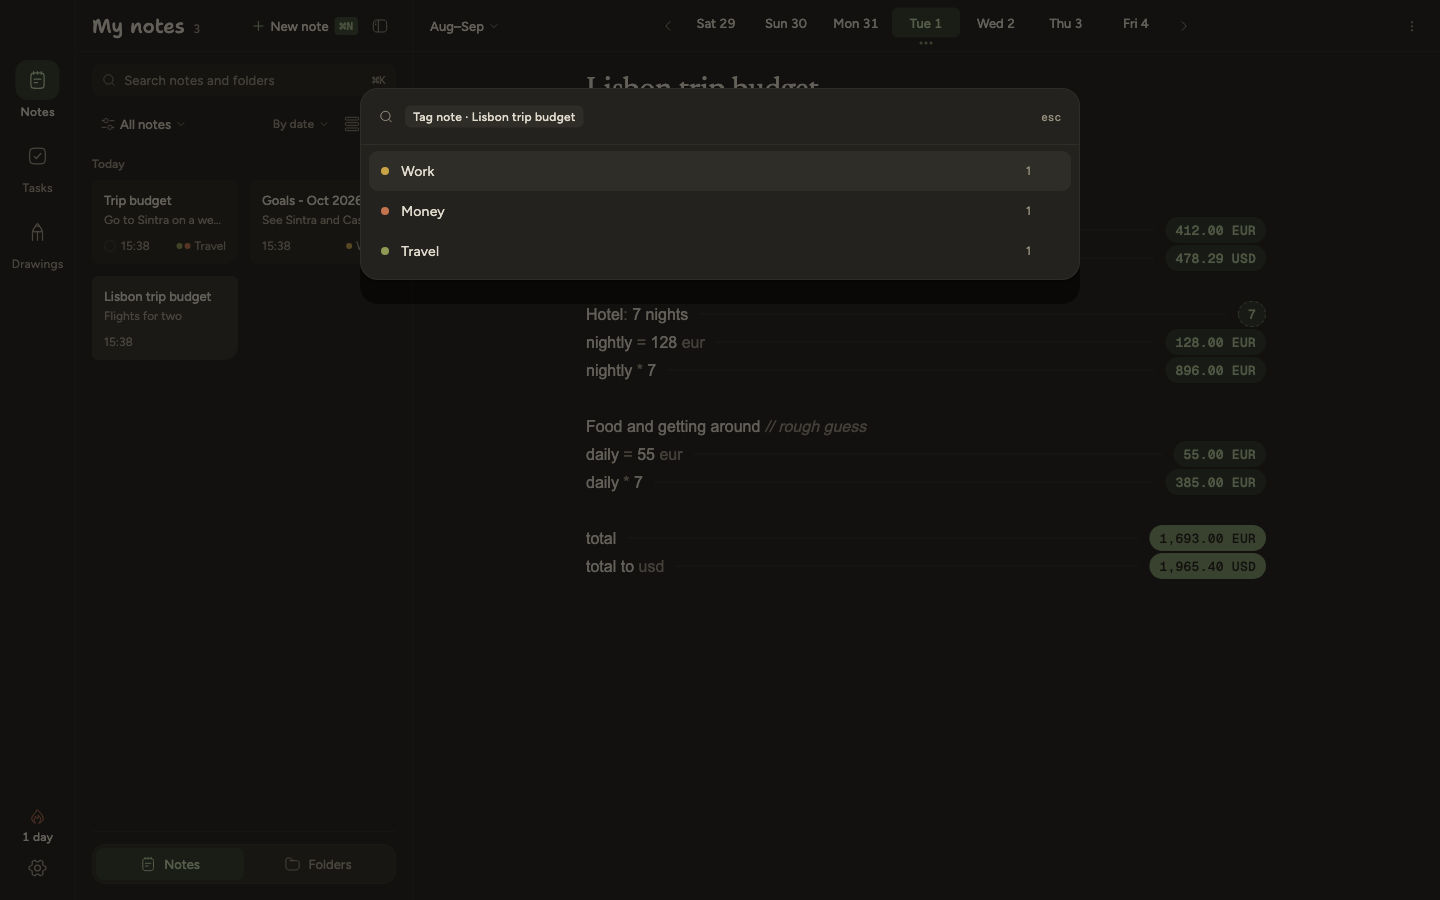 My notes 3
New note ⌘N
Aug–Sep
Sat 29
Sun 30
Mon 31
Tue 1
Wed 2
Thu 3
Fri 4
Notes
Tasks
Drawings
1 day
Search notes and folders ⌘K
All notes
By date
Today
Trip budget
Go to Sintra on a we...
15:38 Travel
Goals - Oct 2026
See Sintra and Cas
15:38
Lisbon trip budget
Flights for two
15:38
Notes
Folders
Lisbon trip budget
Tag note · Lisbon trip budget
esc
Work 1
Money 1
Travel 1
412.00 EUR
478.29 USD
Hotel: 7 nights 7
nightly = 128 eur 128.00 EUR
nightly * 7 896.00 EUR
Food and getting around // rough guess
daily = 55 eur 55.00 EUR
daily * 7 385.00 EUR
total 1,693.00 EUR
total to usd 1,965.40 USD